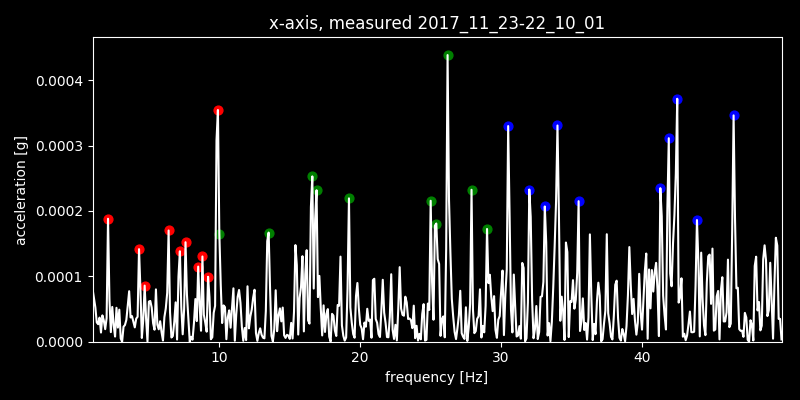 x-axis, measured 2017_11_23-22_10_01
acceleration [g]
0.0004
0.0003
0.0002
0.0001
0.0000
10 20 30 40
frequency [Hz]